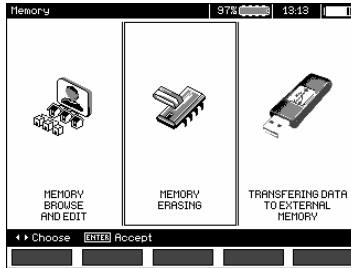 Memory 97% 13:13
MEMORY
BROWSE
AND EDIT
MEMORY
ERASING
TRANSFERING DATA
TO EXTERNAL
MEMORY
Choose ENTER Accept